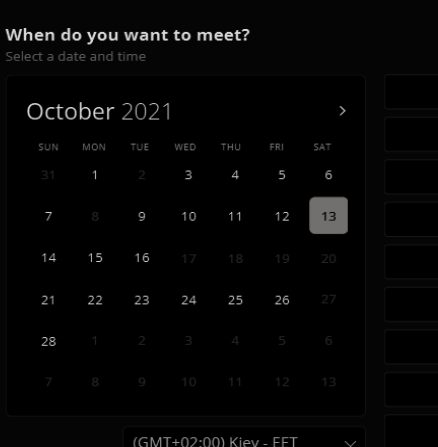 When do you want to meet?
Select a date and time
October 2021
SUN MON TUE WED THU FRI SAT
31 1 2 3 4 5 6
7 8 9 10 11 12 13
14 15 16 17 18 19 20
21 22 23 24 25 26 27
28 1 2 3 4 5 6
7 8 9 10 11 12 13
(GMT+02:00) Kiev - EET